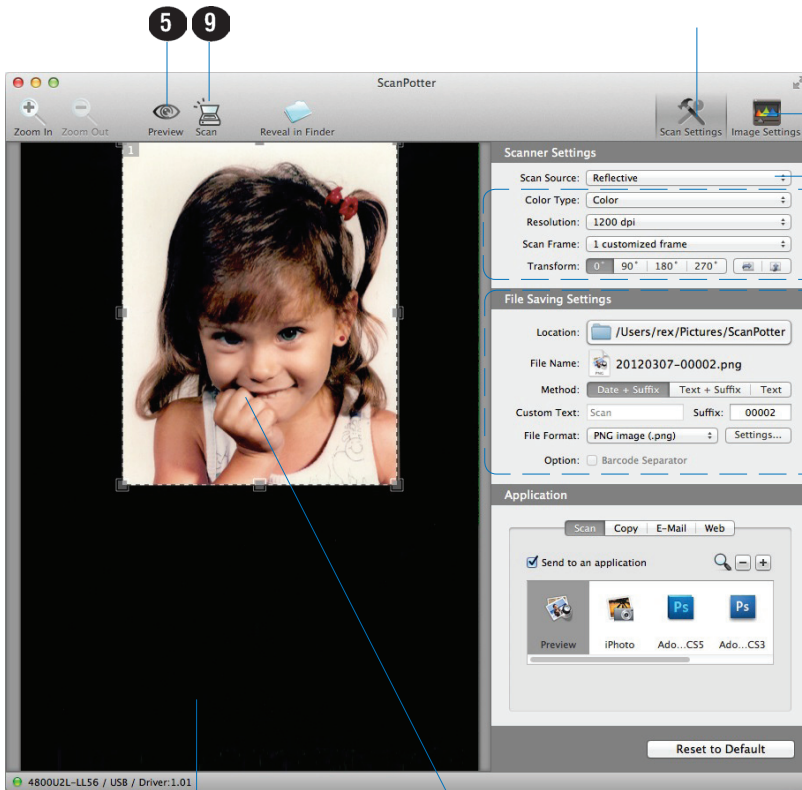 5 9
ScanPotter
Zoom In Zoom Out Preview Scan Reveal in Finder Scan Settings Image Settings
1
Scanner Settings
Scan Source: Reflective
Color Type: Color
Resolution: 1200 dpi
Scan Frame: 1 customized frame
Transform: 0° 90° 180° 270°
File Saving Settings
Location: /Users/rex/Pictures/ScanPotter
File Name: 20120307-00002.png
Method: Date + Suffix Text + Suffix Text
Custom Text: Scan Suffix: 00002
File Format: PNG image (.png) Settings...
Option: Barcode Separator
Application
Scan Copy E-Mail Web
Send to an application
Ps Ps
Preview iPhoto Ado...CS5 Ado...CS3
Reset to Default
4800U2L-LL56 / USB / Driver:1.01